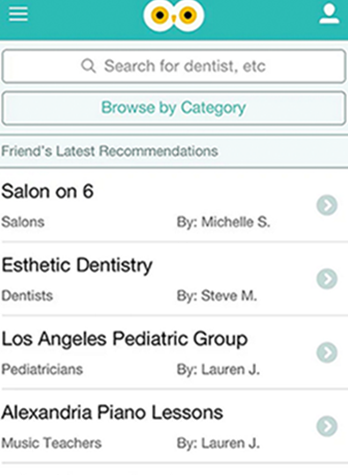 Search for dentist, etc
Browse by Category
Friend's Latest Recommendations
Salon on 6
Salons By: Michelle S.
Esthetic Dentistry
Dentists By: Steve M.
Los Angeles Pediatric Group
Pediatricians By: Lauren J.
Alexandria Piano Lessons
Music Teachers By: Lauren J.